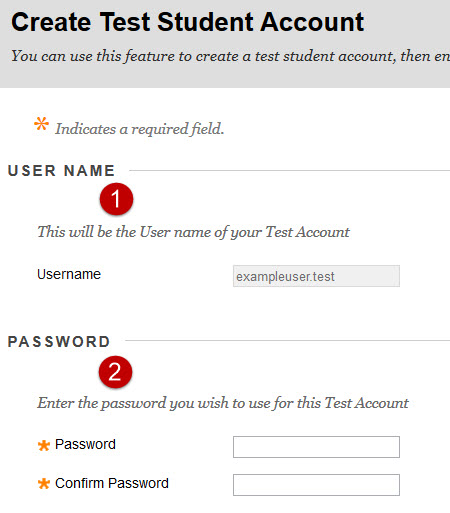 Create Test Student Account
You can use this feature to create a test student account, then en
* Indicates a required field.
USER NAME
1
This will be the User name of your Test Account
Username exampleuser.test
PASSWORD
2
Enter the password you wish to use for this Test Account
* Password
* Confirm Password